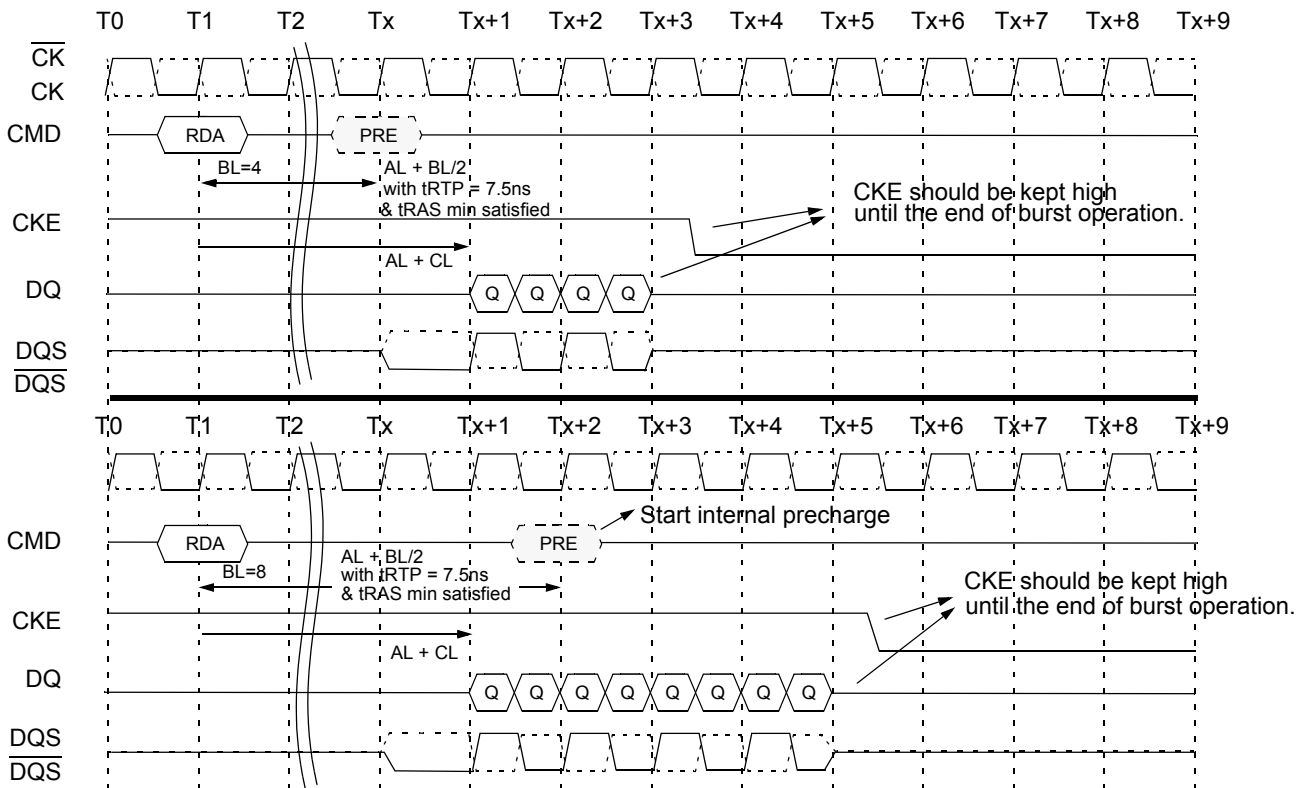 T0 T1 T2 Tx Tx+1 Tx+2 Tx+3 Tx+4 Tx+5 Tx+6 Tx+7 Tx+8 Tx+9
CK
CK
CMD RDA PRE
BL=4 AL + BL/2
with tRTP = 7.5ns
& tRAS min satisfied
CKE should be kept high
until the end of burst operation.
CKE
AL + CL
DQ Q Q Q Q
DQS
DQS
T0 T1 T2 Tx Tx+1 Tx+2 Tx+3 Tx+4 Tx+5 Tx+6 Tx+7 Tx+8 Tx+9
Start internal precharge
CMD RDA PRE
BL=8 AL + BL/2
with tRTP = 7.5ns
& tRAS min satisfied
CKE should be kept high
until the end of burst operation.
CKE
AL + CL
DQ Q Q Q Q Q Q Q Q
DQS
DQS